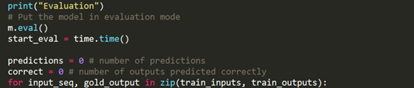 print("Evaluation")
# Put the model in evaluation mode
m.eval()
start_eval = time.time()
predictions = 0 # number of predictions
correct = 0 # number of outputs predicted correctly
for input_seq, gold_output in zip(train_inputs, train_outputs):